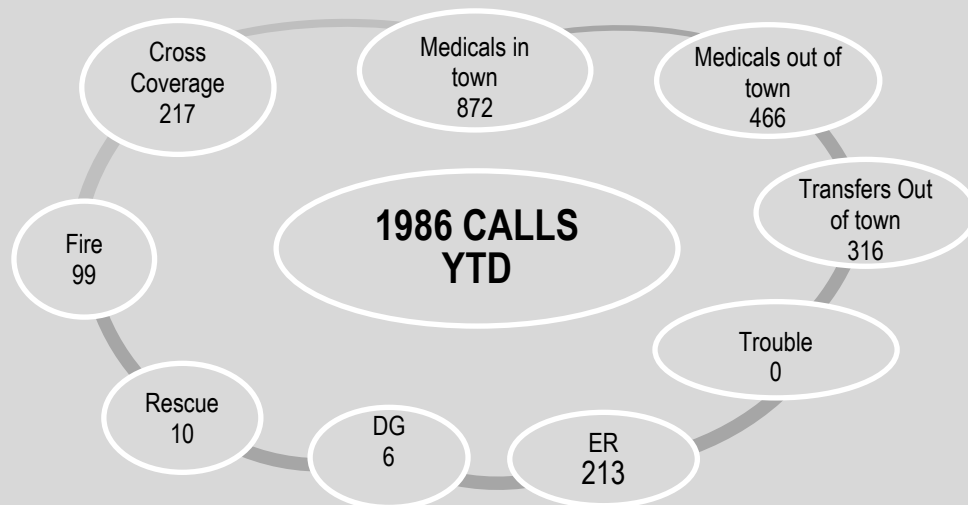 Cross
Coverage
217
Medicals in
town
872
Medicals out of
town
466
Transfers Out
of town
316
Trouble
0
ER
213
DG
6
Rescue
10
Fire
99
1986 CALLS
YTD